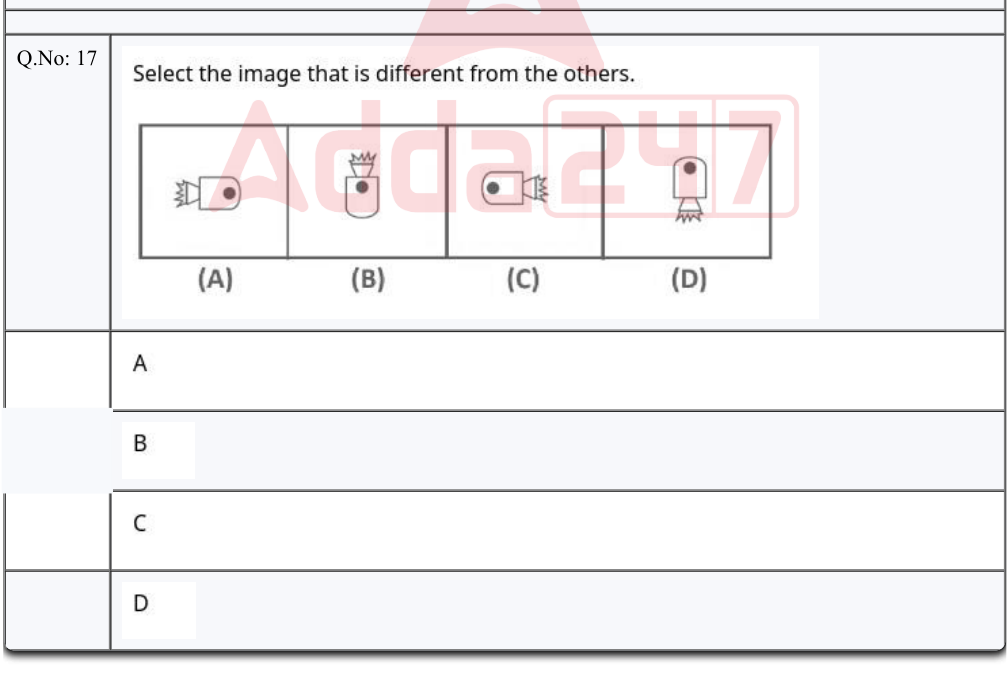 Q.No: 17
Select the image that is different from the others.
Adda247
(A) (B) (C) (D)
A
B
C
D